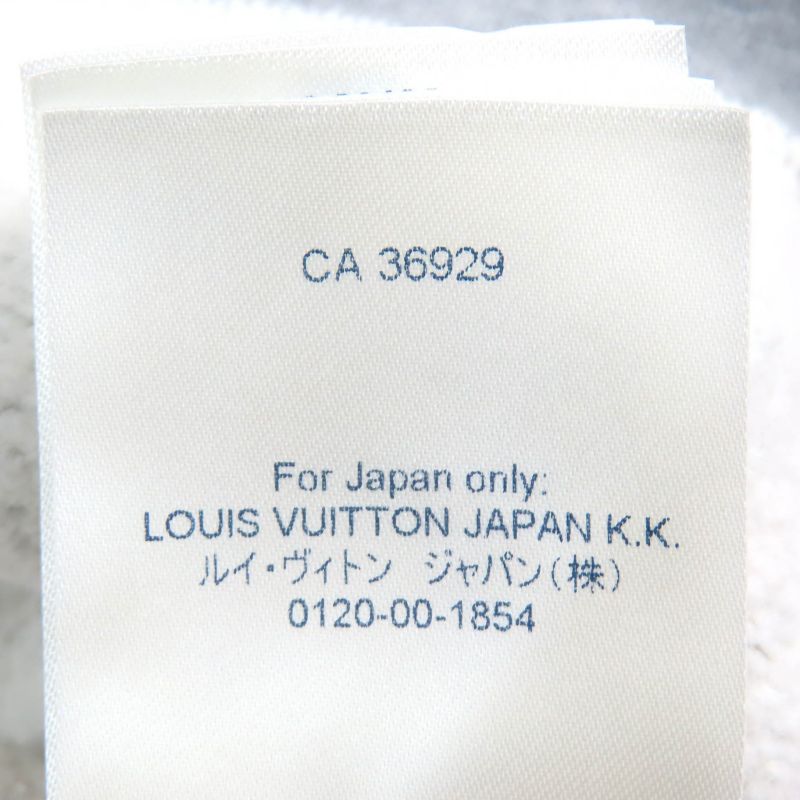 CA 36929
For Japan only:
LOUIS VUITTON JAPAN K.K.
ルイ・ヴィトン ジャパン(株)
0120-00-1854